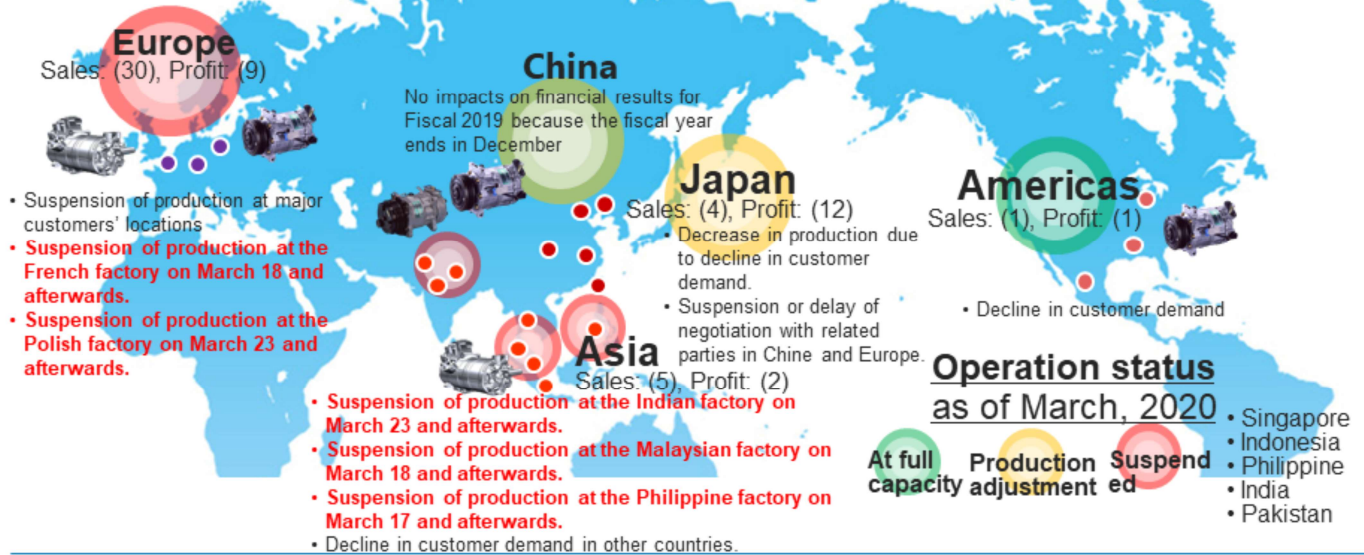 Europe
Sales: (30), Profit: (9)
• Suspension of production at major
customers' locations
• Suspension of production at the
French factory on March 18 and
afterwards.
• Suspension of production at the
Polish factory on March 23 and
afterwards.
China
No impacts on financial results for
Fiscal 2019 because the fiscal year
ends in December
Japan
Sales: (4), Profit: (12)
• Decrease in production due
to decline in customer
demand.
• Suspension or delay of
negotiation with related
parties in Chine and Europe.
Americas
Sales: (1), Profit: (1)
• Decline in customer demand
Asia
Sales: (5), Profit: (2)
• Suspension of production at the Indian factory on
March 23 and afterwards.
• Suspension of production at the Malaysian factory on
March 18 and afterwards.
• Suspension of production at the Philippine factory on
March 17 and afterwards.
• Decline in customer demand in other countries.
Operation status
as of March, 2020
At full
capacity
Production
adjustment
Suspend
ed
• Singapore
• Indonesia
• Philippine
• India
• Pakistan